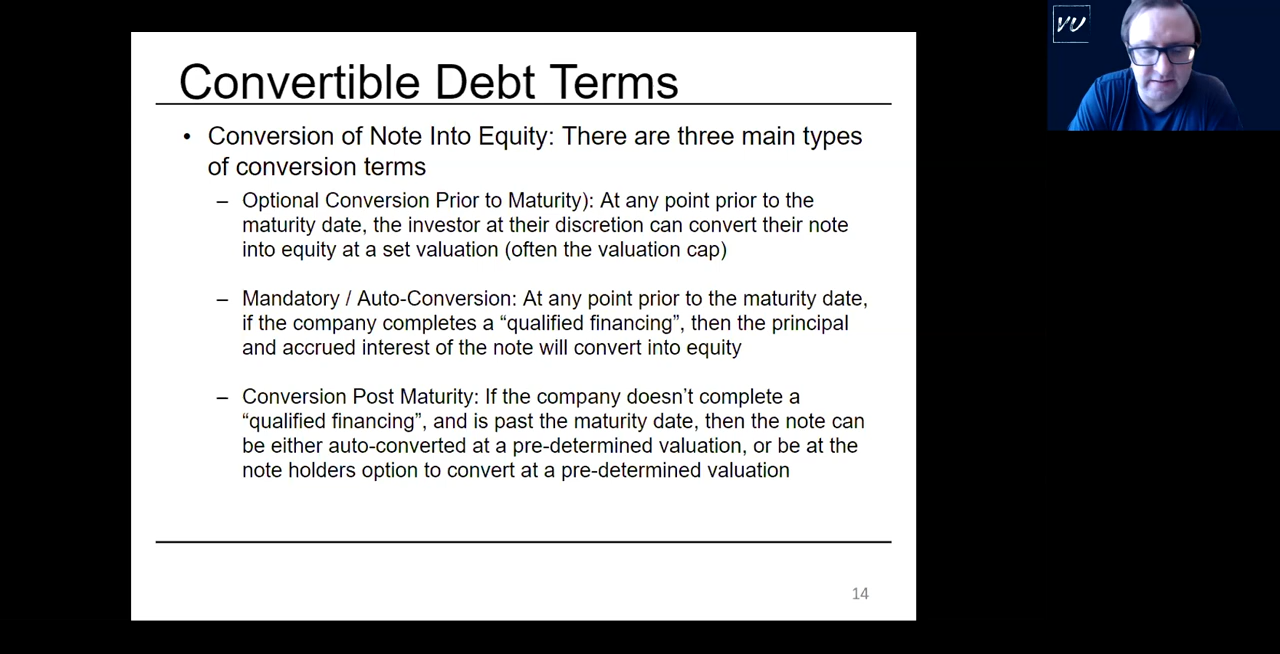 Convertible Debt Terms
• Conversion of Note Into Equity: There are three main types
of conversion terms
– Optional Conversion Prior to Maturity): At any point prior to the
maturity date, the investor at their discretion can convert their note
into equity at a set valuation (often the valuation cap)
– Mandatory / Auto-Conversion: At any point prior to the maturity date,
if the company completes a “qualified financing”, then the principal
and accrued interest of the note will convert into equity
– Conversion Post Maturity: If the company doesn’t complete a
“qualified financing”, and is past the maturity date, then the note can
be either auto-converted at a pre-determined valuation, or be at the
note holders option to convert at a pre-determined valuation
14
VU